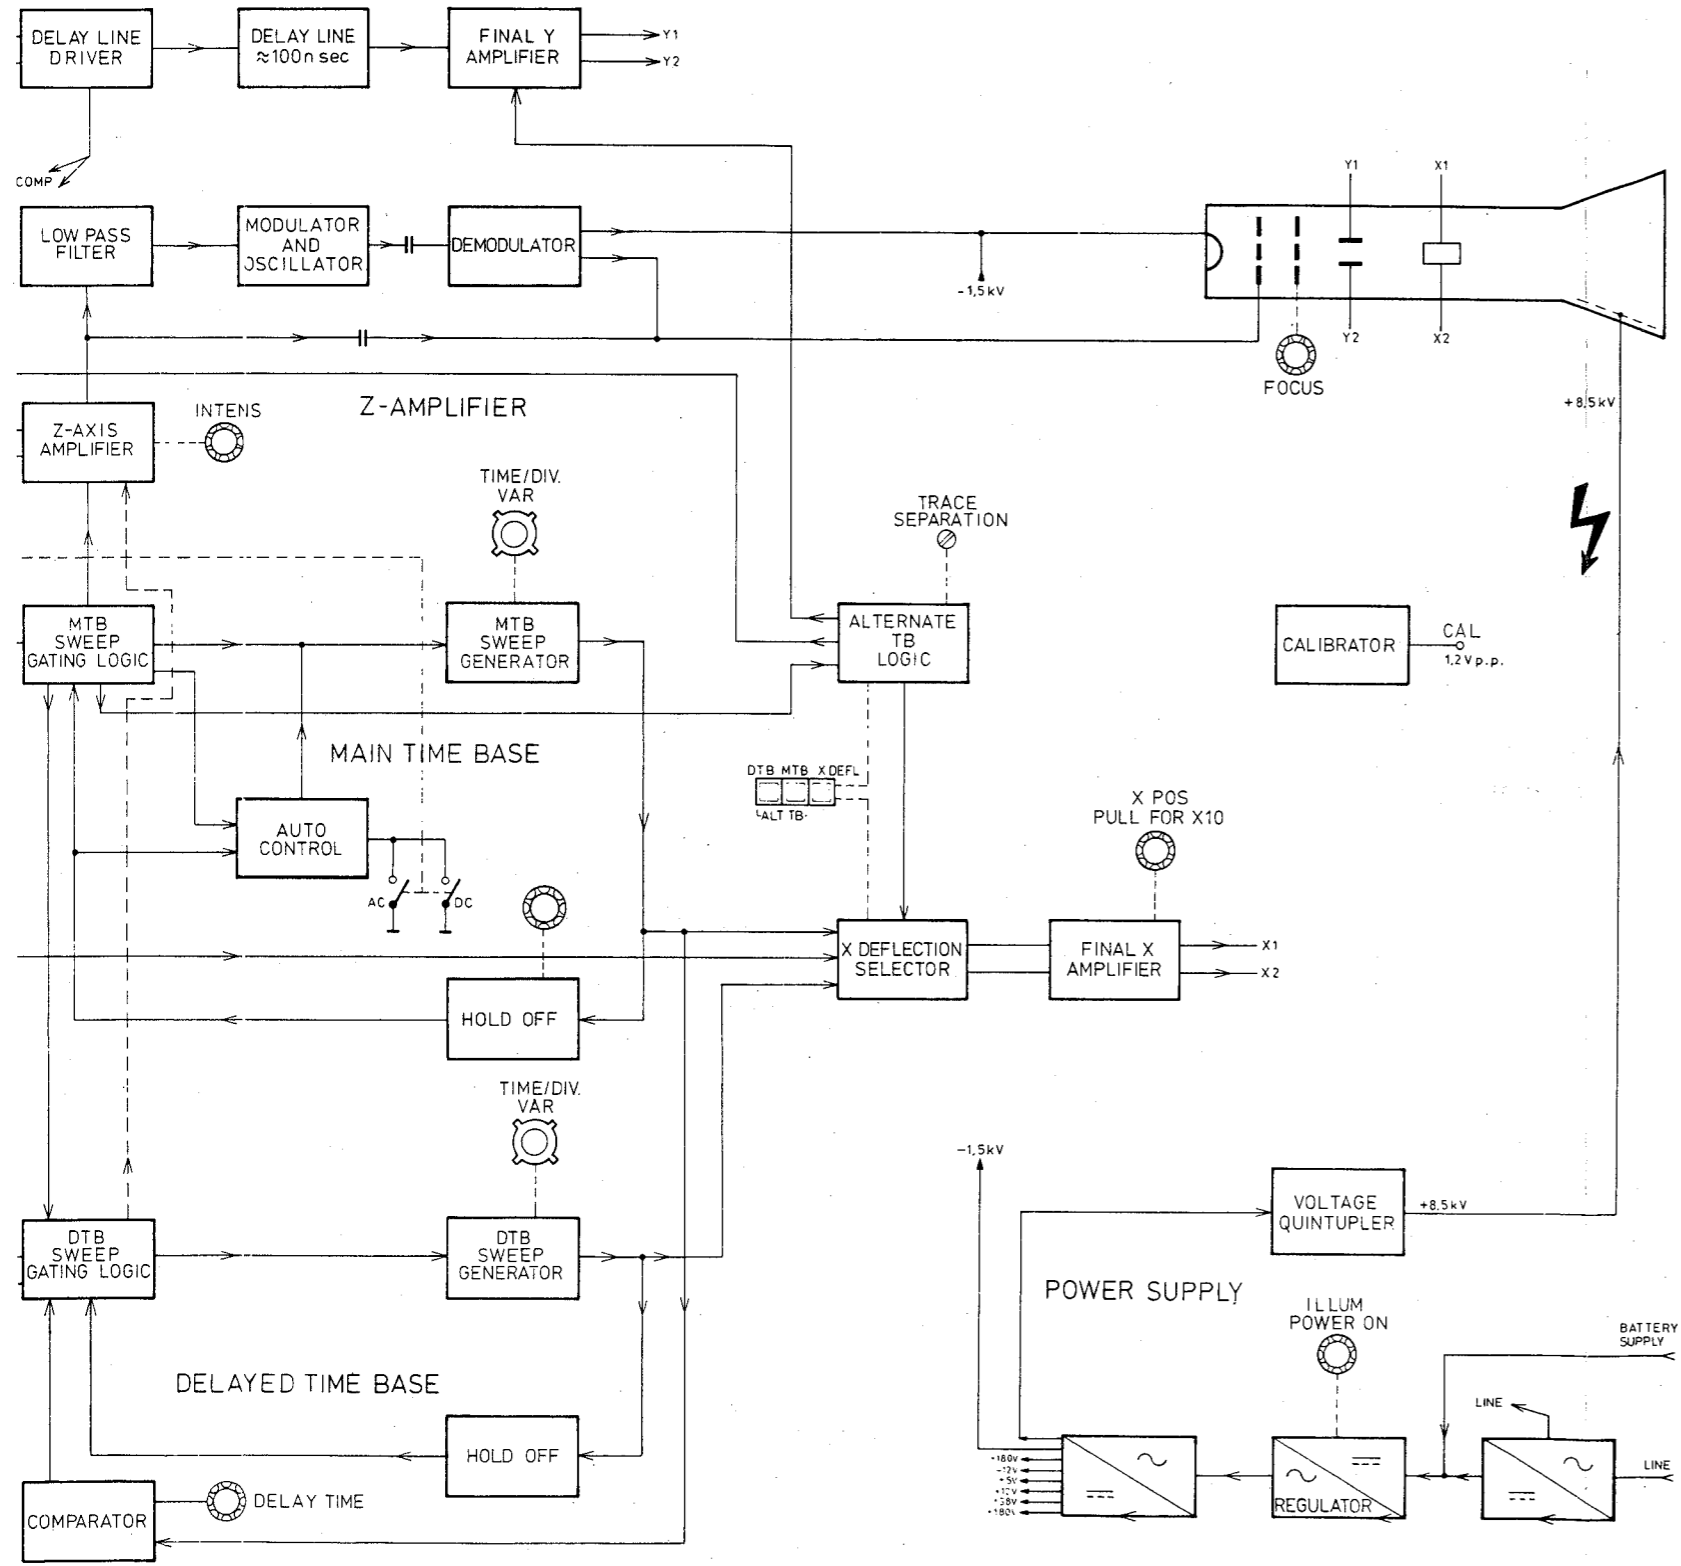 DELAY LINE
DRIVER
DELAY LINE
≈100n sec
FINAL Y
AMPLIFIER
Y1
Y2
COMP
LOW PASS
FILTER
MODULATOR
AND
OSCILLATOR
DEMODULATOR
-1,5kV
Y1
X1
Y2
X2
FOCUS
+8,5kV
Z-AMPLIFIER
Z-AXIS
AMPLIFIER
INTENS
TIME/DIV.
VAR
TRACE
SEPARATION
MTB
SWEEP
GATING LOGIC
MTB
SWEEP
GENERATOR
ALTERNATE
TB
LOGIC
CALIBRATOR
CAL
1,2Vp.p.
MAIN TIME BASE
DTB MTB X DEFL
ALT TB
X POS
PULL FOR X10
AUTO
CONTROL
AC
DC
X DEFLECTION
SELECTOR
FINAL X
AMPLIFIER
X1
X2
HOLD OFF
TIME/DIV.
VAR
-1,5kV
VOLTAGE
QUINTUPLER
+8.5kV
DTB
SWEEP
GATING LOGIC
DTB
SWEEP
GENERATOR
POWER SUPPLY
ILLUM
POWER ON
BATTERY
SUPPLY
DELAYED TIME BASE
LINE
HOLD OFF
LINE
-12V
+5V
+12V
REGULATOR
COMPARATOR
DELAY TIME